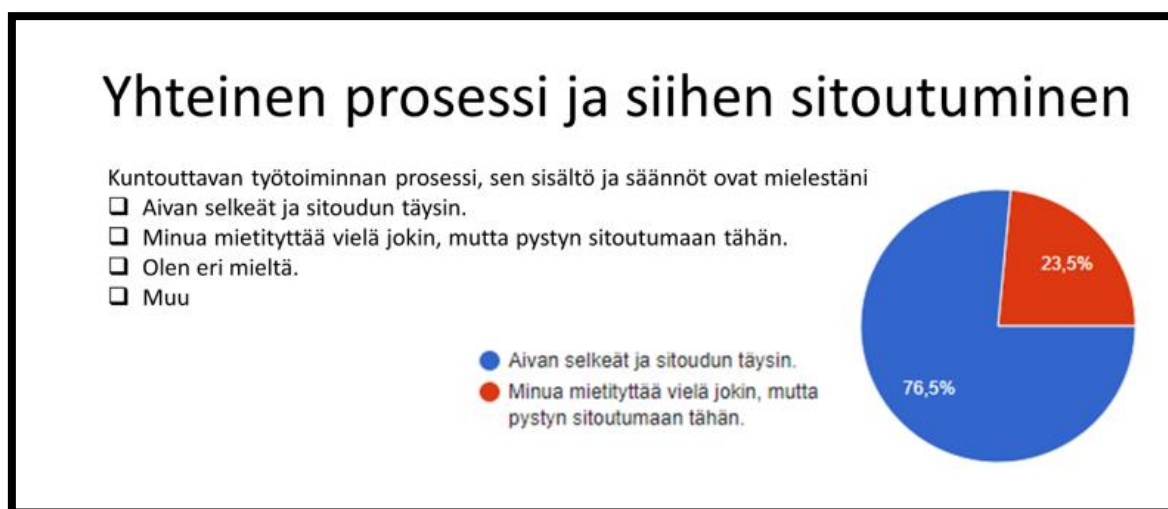 Yhteinen prosessi ja siihen sitoutuminen
Kuntouttavan työtoiminnan prosessi, sen sisältö ja säännöt ovat mielestäni
❑ Aivan selkeät ja sitoudun täysin.
❑ Minua mietityttää vielä jokin, mutta pystyn sitoutumaan tähän.
❑ Olen eri mieltä.
❑ Muu
23,5%
Aivan selkeät ja sitoudun täysin.
Minua mietityttää vielä jokin, mutta
pystyn sitoutumaan tähän.
76,5%